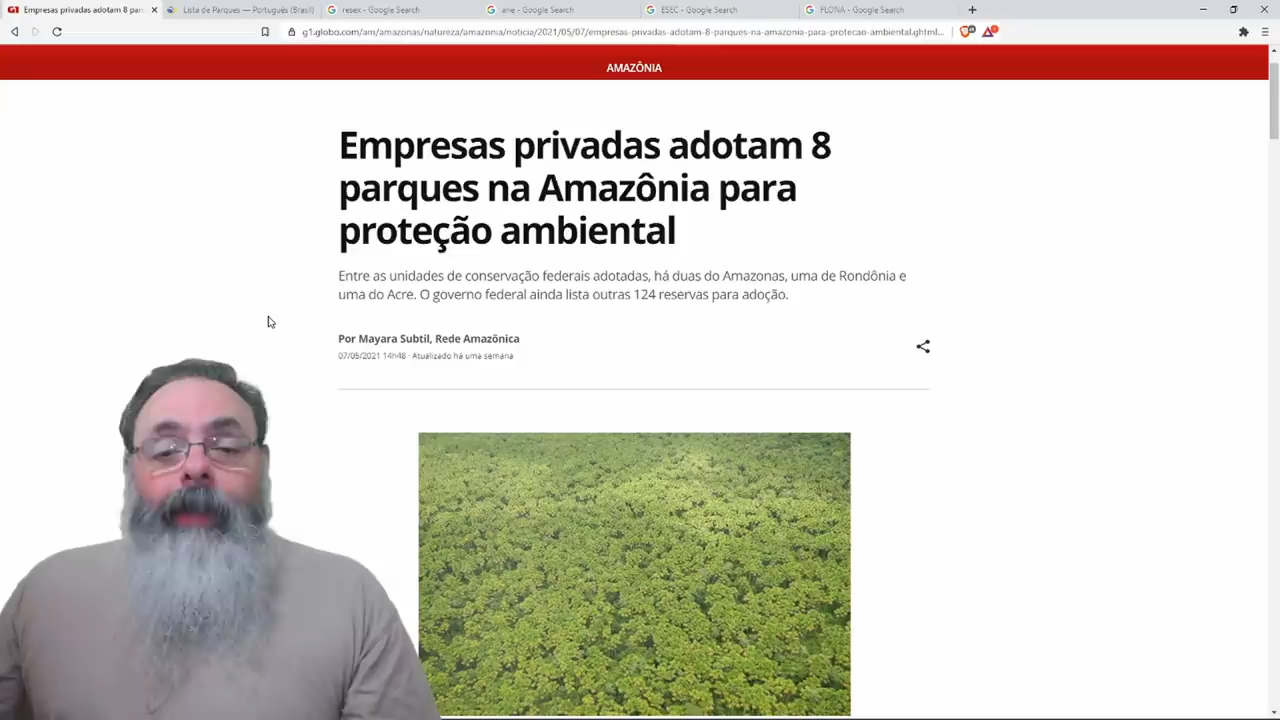 G1 Empresas privadas adotam 8 par
Lista de Parques — Português (Brasil)
resex - Google Search
ane - Google Search
ESEC - Google Search
FLONA - Google Search
g1.globo.com/am/amazonas/natureza/amazonia/noticia/2021/05/07/empresas-privadas-adotam-8-parques-na-amazonia-para-protecao-ambiental.ghtml...
AMAZÔNIA
Empresas privadas adotam 8
parques na Amazônia para
proteção ambiental
Entre as unidades de conservação federais adotadas, há duas do Amazonas, uma de Rondônia e
uma do Acre. O governo federal ainda lista outras 124 reservas para adoção.
Por Mayara Subtil, Rede Amazônica
07/05/2021 14h48 · Atualizado há uma semana